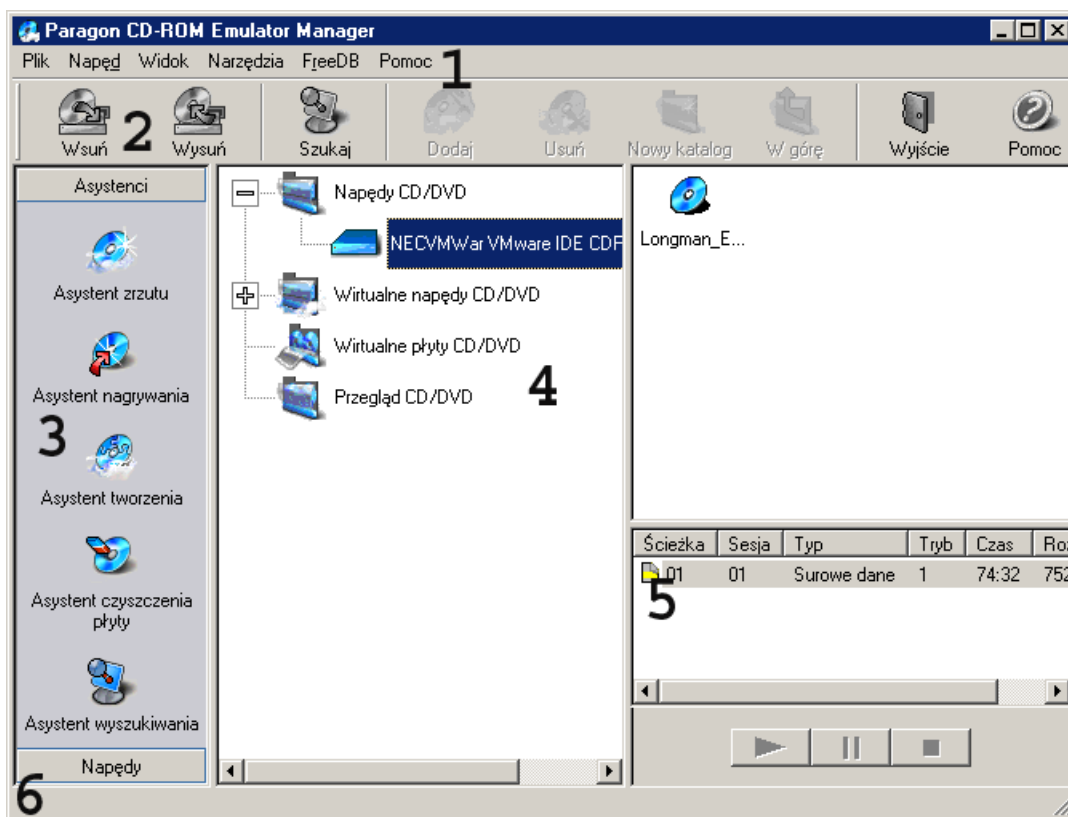 Paragon CD-ROM Emulator Manager
Plik Napęd Widok Narzędzia FreeDB Pomoc 1
2
Wsuń Wysuń Szukaj Dodaj Usuń Nowy katalog W górę Wyjście Pomoc
Asystenci
Asystent zrzutu
Asystent nagrywania
3
Asystent tworzenia
Asystent czyszczenia
płyty
Asystent wyszukiwania
Napędy
6
Napędy CD/DVD
NECVMWar VMware IDE CDF
Wirtualne napędy CD/DVD
Wirtualne płyty CD/DVD
Przegląd CD/DVD
4
Longman_E...
Ścieżka Sesja Typ Tryb Czas Roz
01 01 Surowe dane 1 74:32 752
5